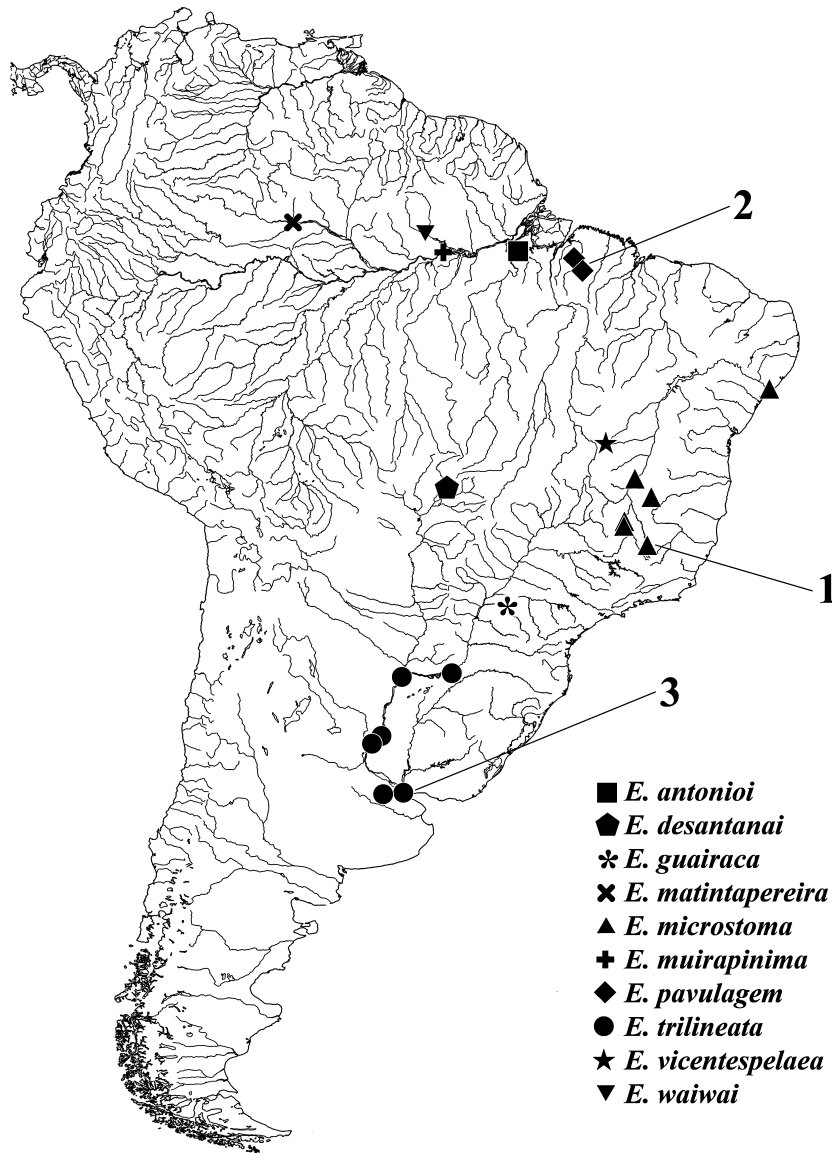 2
1
3
E. antonioi
E. desantanai
E. guairaca
E. matintapereira
E. microstoma
E. muirapinima
E. pavulagem
E. trilineata
E. vicentespelaea
E. waiwai